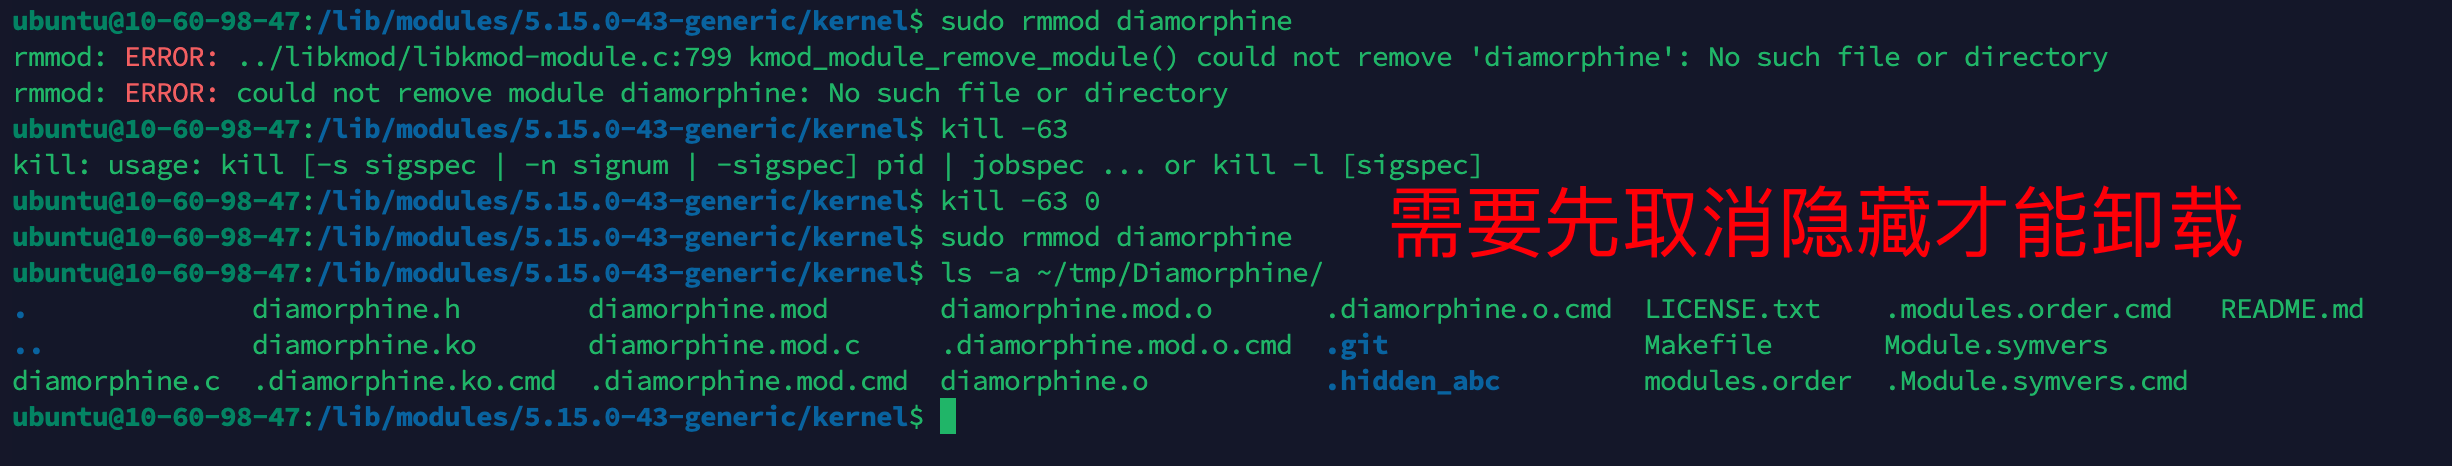 ubuntu@10-60-98-47:/lib/modules/5.15.0-43-generic/kernel$ sudo rmmod diamorphine
rmmod: ERROR: ../libkmod/libkmod-module.c:799 kmod_module_remove_module() could not remove 'diamorphine': No such file or directory
rmmod: ERROR: could not remove module diamorphine: No such file or directory
ubuntu@10-60-98-47:/lib/modules/5.15.0-43-generic/kernel$ kill -63
kill: usage: kill [-s sigspec | -n signum | -sigspec] pid | jobspec ... or kill -l [sigspec]
ubuntu@10-60-98-47:/lib/modules/5.15.0-43-generic/kernel$ kill -63 0
需要先取消隐藏才能卸载
ubuntu@10-60-98-47:/lib/modules/5.15.0-43-generic/kernel$ sudo rmmod diamorphine
ubuntu@10-60-98-47:/lib/modules/5.15.0-43-generic/kernel$ ls -a ~/tmp/Diamorphine/
. diamorphine.h diamorphine.mod diamorphine.mod.o .diamorphine.o.cmd LICENSE.txt .modules.order.cmd README.md
.. diamorphine.ko diamorphine.mod.c .diamorphine.mod.o.cmd .git Makefile Module.symvers
diamorphine.c .diamorphine.ko.cmd .diamorphine.mod.cmd diamorphine.o .hidden_abc modules.order .Module.symvers.cmd
ubuntu@10-60-98-47:/lib/modules/5.15.0-43-generic/kernel$